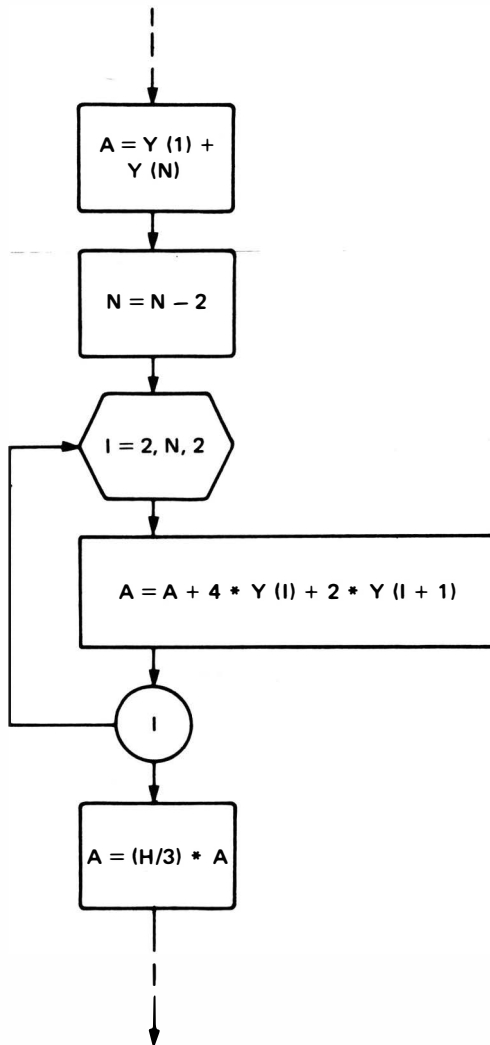 A = Y (1) +
Y (N)
N = N – 2
I = 2, N, 2
A = A + 4 * Y (I) + 2 * Y (I + 1)
I
A = (H/3) * A